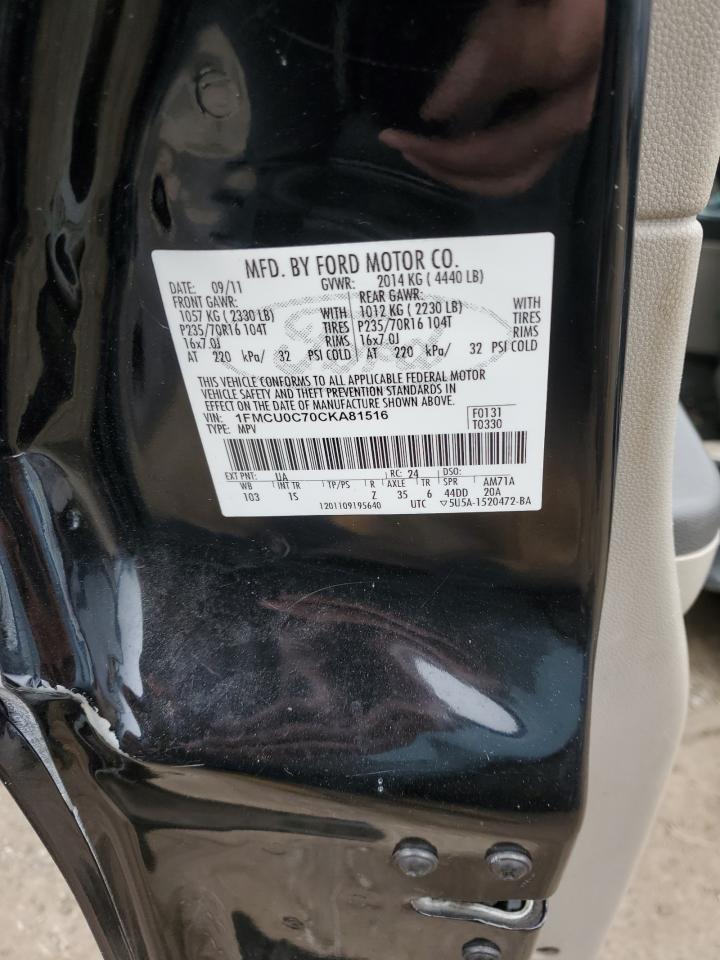 MFD. BY FORD MOTOR CO.
DATE: 09/11 GVWR: 2014 KG ( 4440 LB)
FRONT GAWR: REAR GAWR:
1057 KG ( 2330 LB) WITH 1012 KG ( 2230 LB) WITH
P235/70R16 104T TIRES P235/70R16 104T TIRES
16x7.0J RIMS 16x7.0J RIMS
AT 220 kPa/ 32 PSI COLD AT 220 kPa/ 32 PSI COLD
THIS VEHICLE CONFORMS TO ALL APPLICABLE FEDERAL MOTOR
VEHICLE SAFETY AND THEFT PREVENTION STANDARDS IN
EFFECT ON THE DATE OF MANUFACTURE SHOWN ABOVE.
VIN: 1FMCU0C70CKA81516 F0131
TYPE: MPV T0330
EXT PNT: UA RC: 24 DSO:
WB INT TR TP/PS R AXLE TR SPR AM71A
103 1S Z 35 6 44DD 20A
1201109195640 UTC ▽5U5A-1520472-BA
Ford